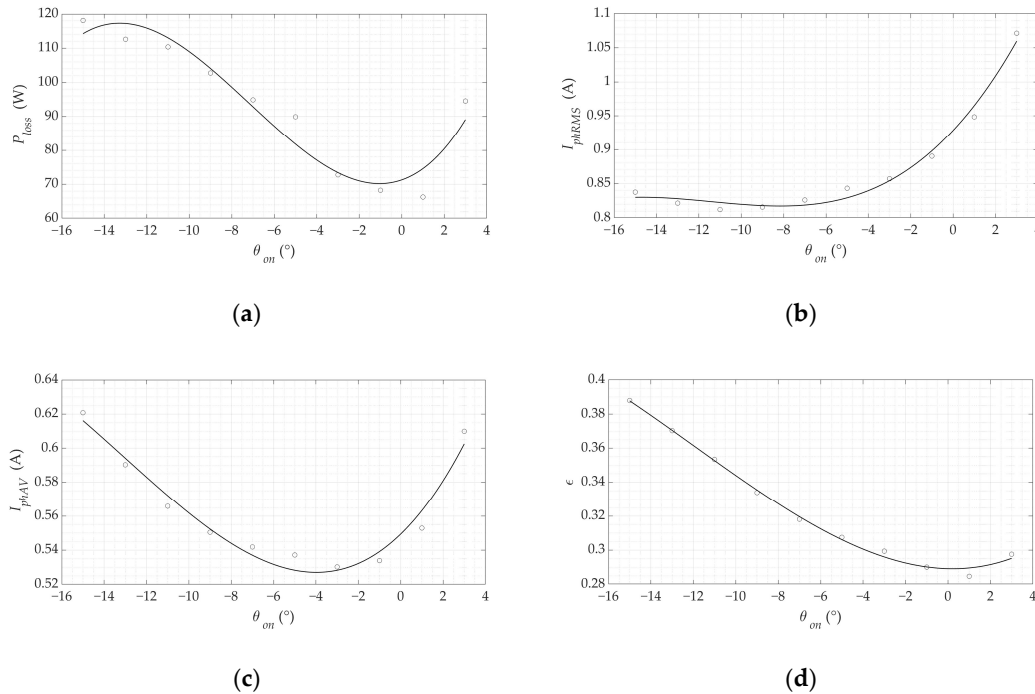 120
110
100
90
80
70
60
P_loss (W)
−16 −14 −12 −10 −8 −6 −4 −2 0 2 4
θ_on (°)
(a)
1.1
1.05
1
0.95
0.9
0.85
0.8
I_phRMS (A)
−16 −14 −12 −10 −8 −6 −4 −2 0 2 4
θ_on (°)
(b)
0.64
0.62
0.6
0.58
0.56
0.54
0.52
I_phAV (A)
−16 −14 −12 −10 −8 −6 −4 −2 0 2 4
θ_on (°)
(c)
0.4
0.36
0.32
0.3
0.28
ϵ
−16 −14 −12 −10 −8 −6 −4 −2 0 2 4
θ_on (°)
(d)